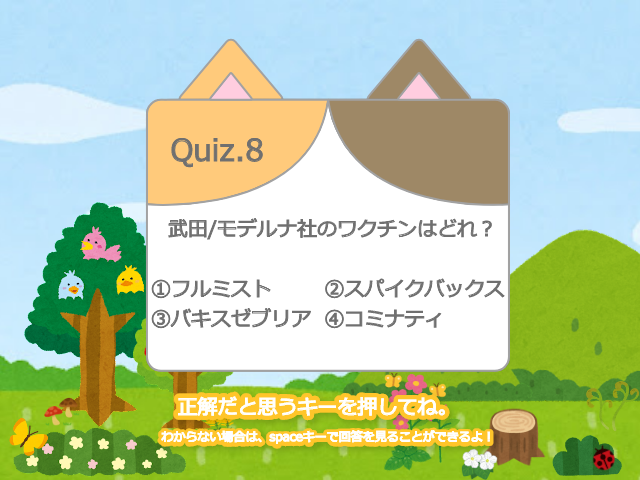 Quiz.8
武田/モデルナ社のワクチンはどれ？
①フルミスト ②スパイクバックス
③バキスゼブリア ④コミナティ
正解だと思うキーを押してね。
わからない場合は、spaceキーで回答を見ることができるよ！